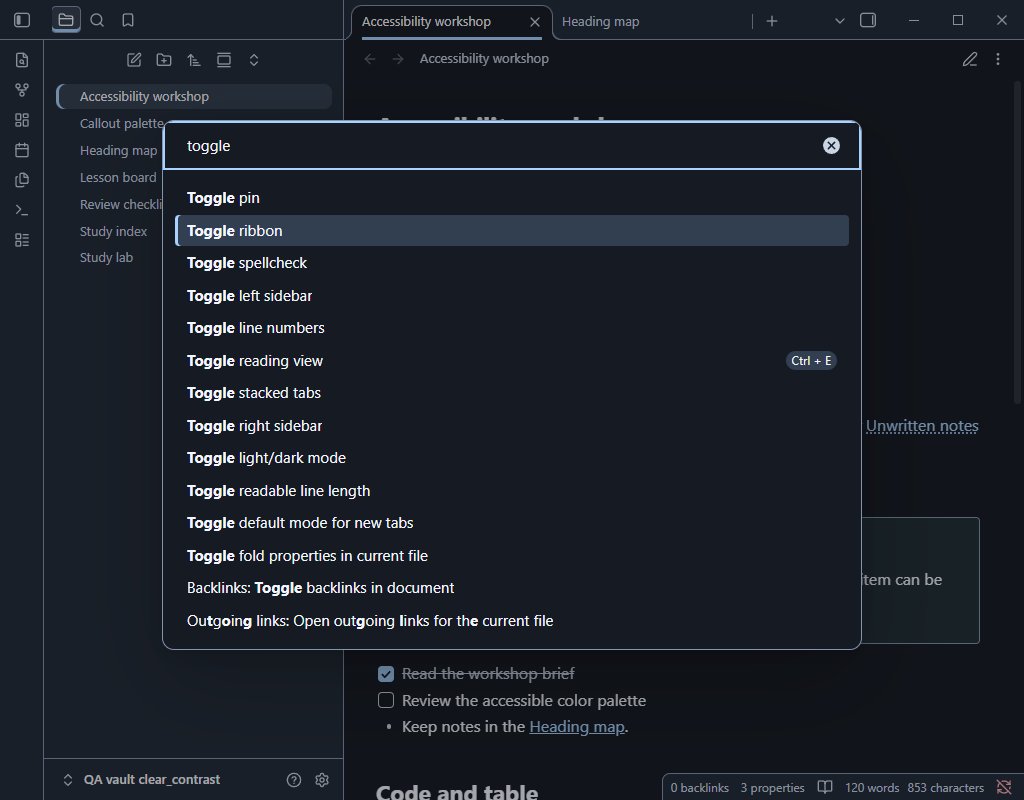 Accessibility workshop
Heading map
Accessibility workshop
Accessibility workshop
Callout palette
Heading map
Lesson board
Review checkli
Study index
Study lab
toggle
Toggle pin
Toggle ribbon
Toggle spellcheck
Toggle left sidebar
Toggle line numbers
Toggle reading view
Ctrl + E
Toggle stacked tabs
Toggle right sidebar
Toggle light/dark mode
Toggle readable line length
Toggle default mode for new tabs
Toggle fold properties in current file
Backlinks: Toggle backlinks in document
Outgoing links: Open outgoing links for the current file
Unwritten notes
item can be
Read the workshop brief
Review the accessible color palette
Keep notes in the Heading map.
Code and table
QA vault clear_contrast
0 backlinks
3 properties
120 words
853 characters